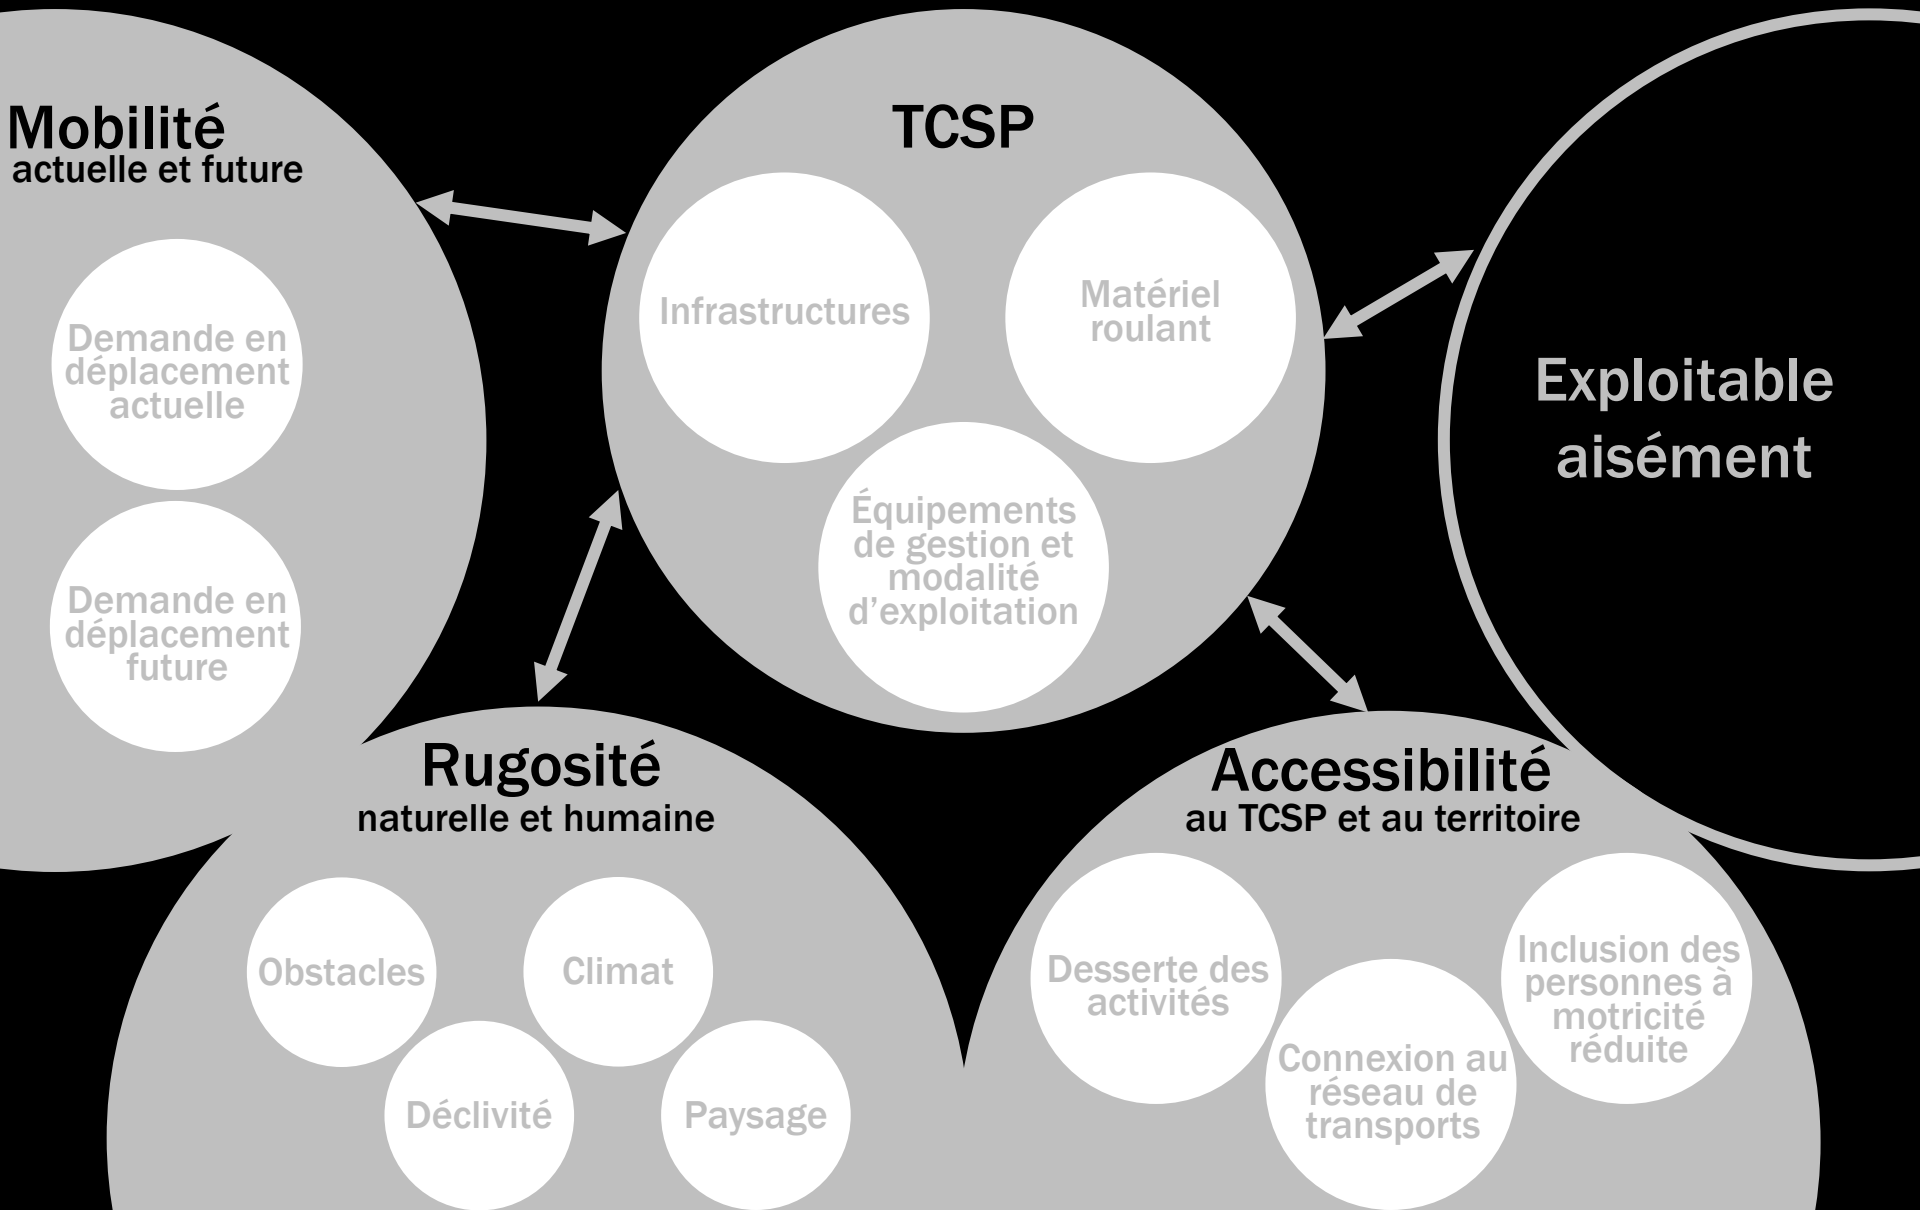 Mobilité
actuelle et future
Demande en
déplacement
actuelle
Demande en
déplacement
future
TCSP
Infrastructures
Matériel
roulant
Équipements
de gestion et
modalité
d’exploitation
Exploitable
aisément
Rugosité
naturelle et humaine
Obstacles
Climat
Déclivité
Paysage
Accessibilité
au TCSP et au territoire
Desserte des
activités
Connexion au
réseau de
transports
Inclusion des
personnes à
motricité
réduite